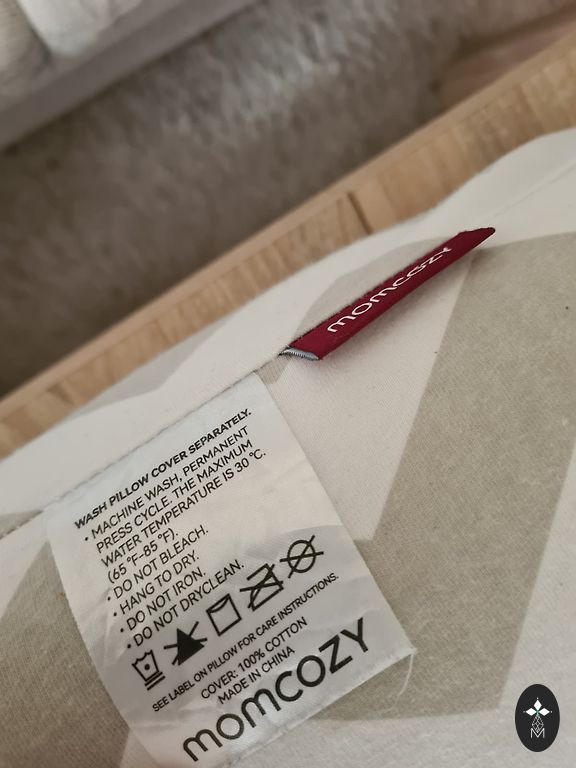 momcozy
WASH PILLOW COVER SEPARATELY.
• MACHINE WASH, PERMANENT
PRESS CYCLE. THE MAXIMUM
WATER TEMPERATURE IS 30 °C.
(65 °F-85 °F).
• DO NOT BLEACH.
• HANG TO DRY.
• DO NOT IRON.
• DO NOT DRYCLEAN.
SEE LABEL ON PILLOW FOR CARE INSTRUCTIONS.
COVER: 100% COTTON
MADE IN CHINA
momcozy
M